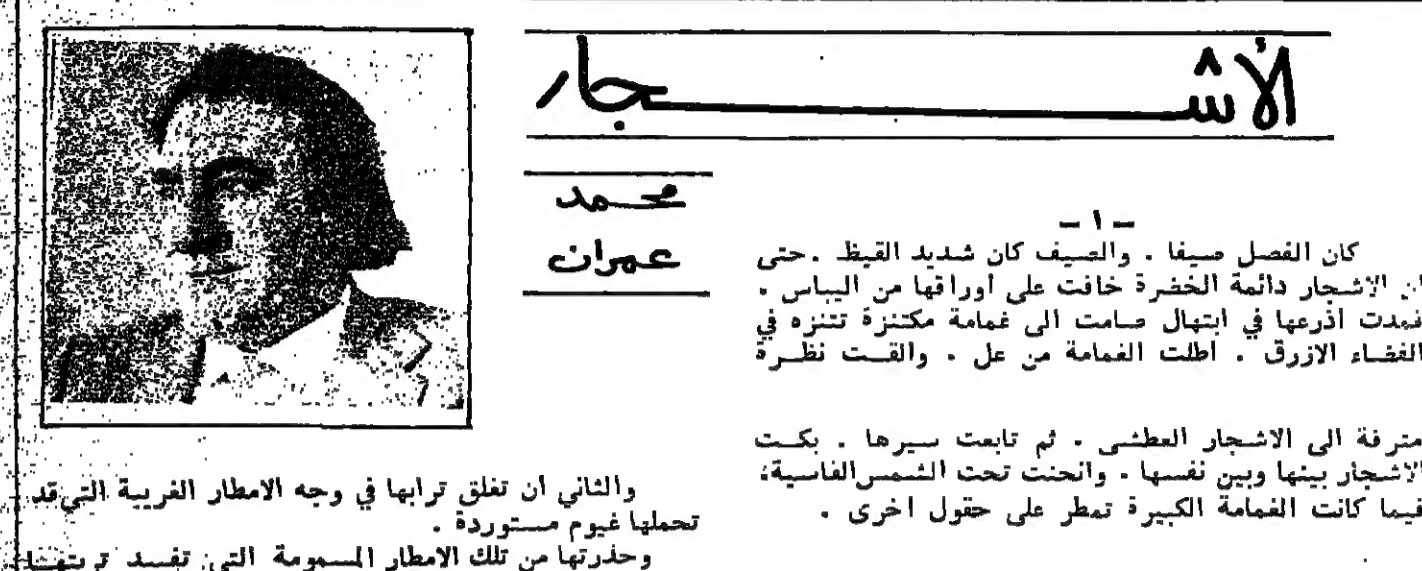 الأشجار
محمد
عمران
- ١ -
كان الفصل صيفا . والصيف كان شديد القيظ . حتى
ان الاشجار دائمة الخضرة خافت على أوراقها من اليباس .
فمدت اذرعها في ابتهال صامت الى غمامة مكتنزة تتنزه في
الفضاء الازرق . اطلت الغمامة من عل . والقت نظرة
مترفة الى الاشجار العطشى . ثم تابعت سيرها . بكت
الاشجار بينها وبين نفسها . وانحنت تحت الشمس القاسية،
فيما كانت الغمامة الكبيرة تمطر على حقول اخرى .
والثاني ان تغلق ترابها في وجه الامطار الغريبة التي قد
تحملها غيوم مستوردة .
وحذرتها من تلك الامطار المسمومة التي تفسد تربتها